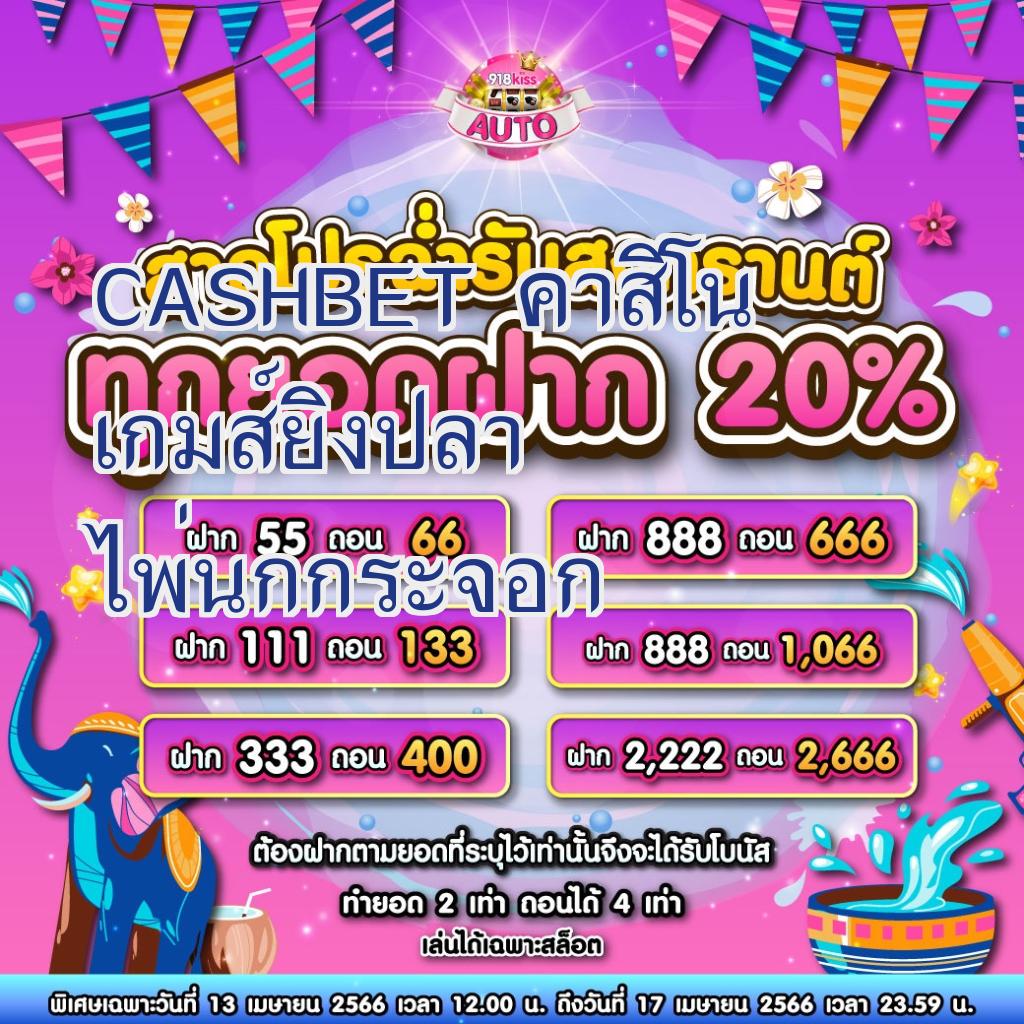 918kiss
AUTO
CASHBET คาสิโน
ทุกยอดฝาก 20%
เกมส์ยิงปลา
ไพ่นกกระจอก
ฝาก 55 ถอน 66
ฝาก 888 ถอน 666
ฝาก 111 ถอน 133
ฝาก 888 ถอน 1,066
ฝาก 333 ถอน 400
ฝาก 2,222 ถอน 2,666
ต้องฝากตามยอดที่ระบุไว้เท่านั้นจึงจะได้รับโบนัส
ทำยอด 2 เท่า ถอนได้ 4 เท่า
เล่นได้เฉพาะสล็อต
พิเศษเฉพาะวันที่ 13 เมษายน 2566 เวลา 12.00 น. ถึงวันที่ 17 เมษายน 2566 เวลา 23.59 น.